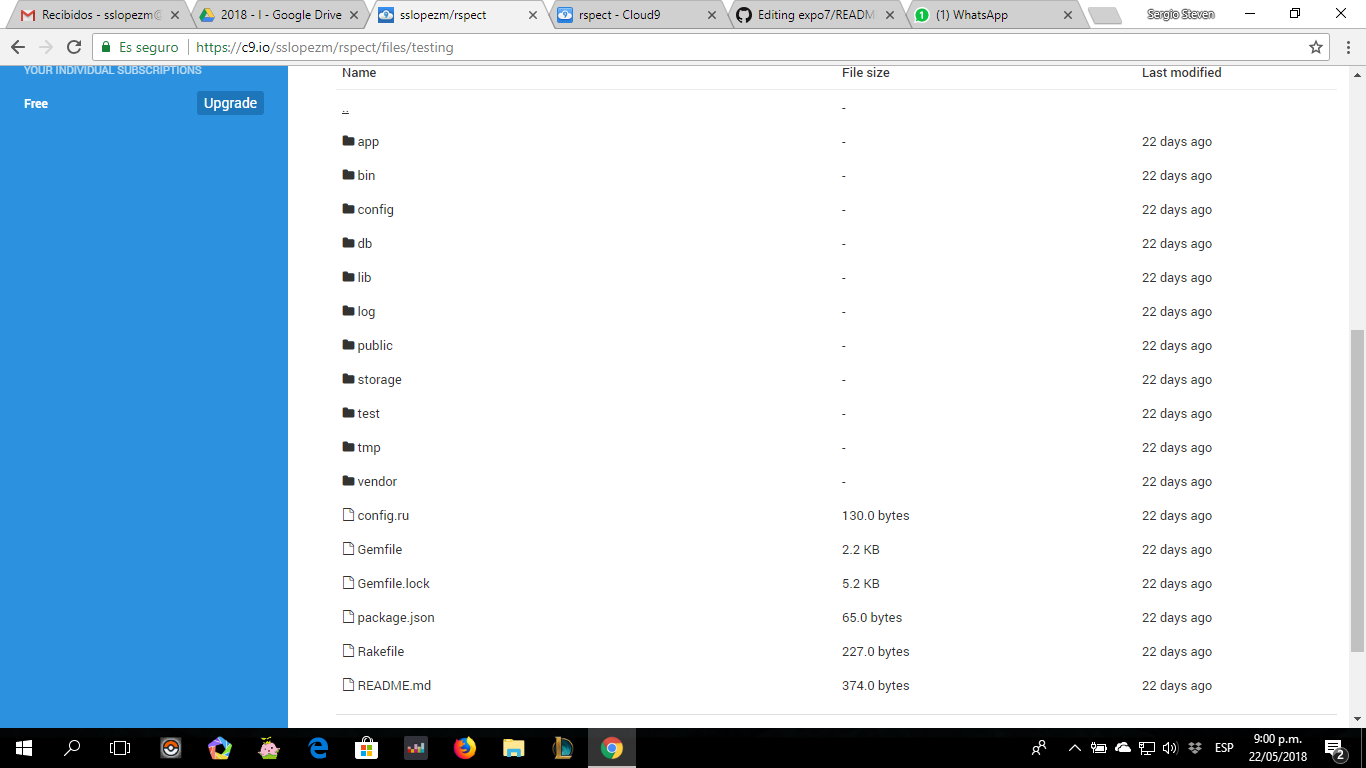 Recibidos - sslopezm@
2018 - I - Google Drive
sslopezm/rspect
rspect - Cloud9
Editing expo7/READM
(1) WhatsApp
Sergio Steven
Es seguro
https://c9.io/sslopezm/rspect/files/testing
YOUR INDIVIDUAL SUBSCRIPTIONS
Free
Upgrade
Name File size Last modified
.. -
app - 22 days ago
bin - 22 days ago
config - 22 days ago
db - 22 days ago
lib - 22 days ago
log - 22 days ago
public - 22 days ago
storage - 22 days ago
test - 22 days ago
tmp - 22 days ago
vendor - 22 days ago
config.ru 130.0 bytes 22 days ago
Gemfile 2.2 KB 22 days ago
Gemfile.lock 5.2 KB 22 days ago
package.json 65.0 bytes 22 days ago
Rakefile 227.0 bytes 22 days ago
README.md 374.0 bytes 22 days ago
ESP
9:00 p.m.
22/05/2018
2